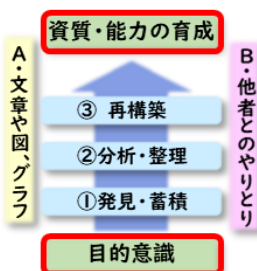 資質・能力の育成
A・文章や図、グラフ
B・他者とのやりとり
③ 再構築
②分析・整理
①発見・蓄積
目的意識